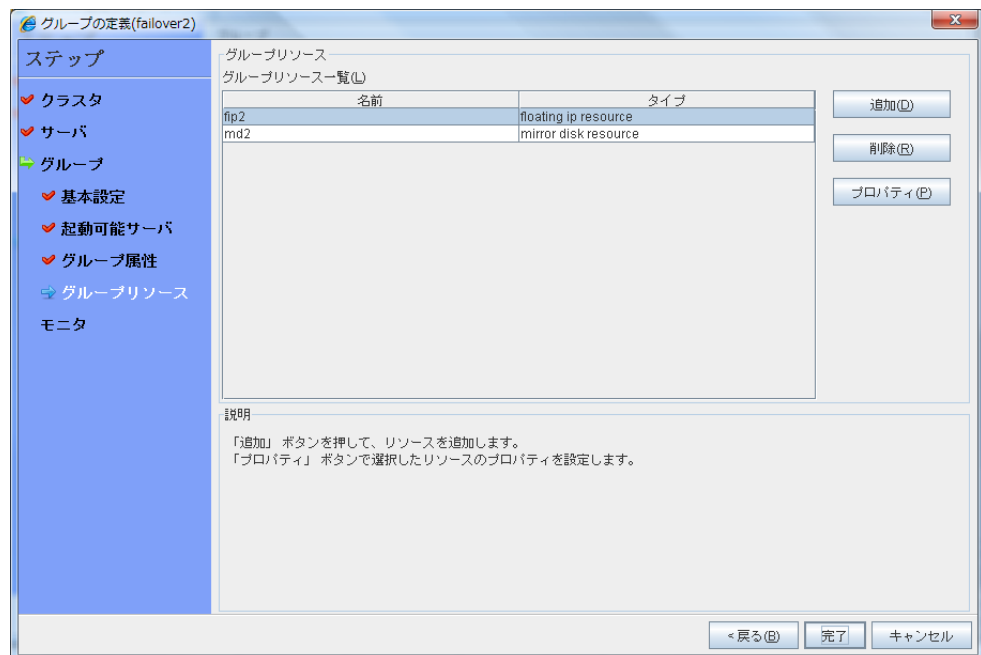 グループの定義(failover2)
ステップ
クラスタ
サーバ
グループ
基本設定
起動可能サーバ
グループ属性
グループリソース
モニタ
グループリソース
グループリソース一覧(L)
名前 タイプ
fip2 floating ip resource
md2 mirror disk resource
追加(D)
削除(R)
プロパティ(P)
説明
「追加」 ボタンを押して、リソースを追加します。
「プロパティ」 ボタンで選択したリソースのプロパティを設定します。
<戻る(B) 完了 キャンセル